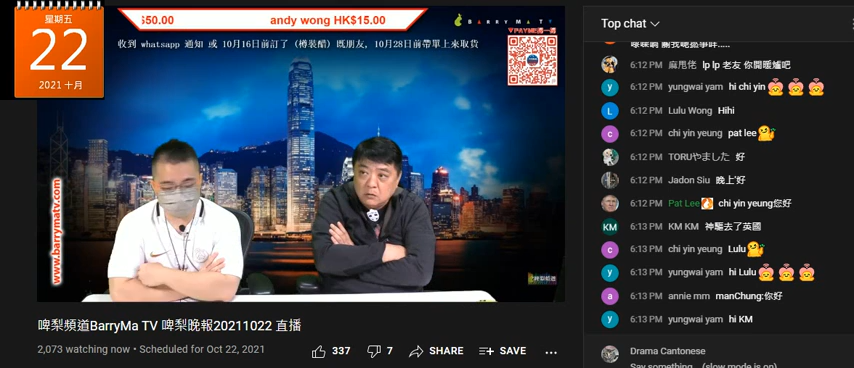 星期五
22
2021 十月
$50.00
andy wong HK$15.00
BARRYMA TV
收到 whatsapp 通知 或 10月16日前訂了 (樽裝醋) 既朋友, 10月28日前帶單上來取貨
www.barrymatv.com
啤梨頻道BarryMa TV 啤梨晚報20211022 直播
2,073 watching now • Scheduled for Oct 22, 2021
337
7
SHARE
SAVE
Top chat
6:12 PM 麻甩佬 lp lp 老友 你開暖爐吧
6:12 PM yungwai yam hi chi yin
6:12 PM Lulu Wong Hihi
6:12 PM chi yin yeung pat lee
6:12 PM TORUやました 好
6:12 PM Jadon Siu 晚上'好
6:12 PM Pat Lee chi yin yeung您好
6:13 PM KM KM 神驅去了英國
6:13 PM chi yin yeung Lulu
6:13 PM yungwai yam hi Lulu
6:13 PM annie mm manChung:你好
6:13 PM yungwai yam hi KM
Drama Cantonese
Say something... (slow mode is on)